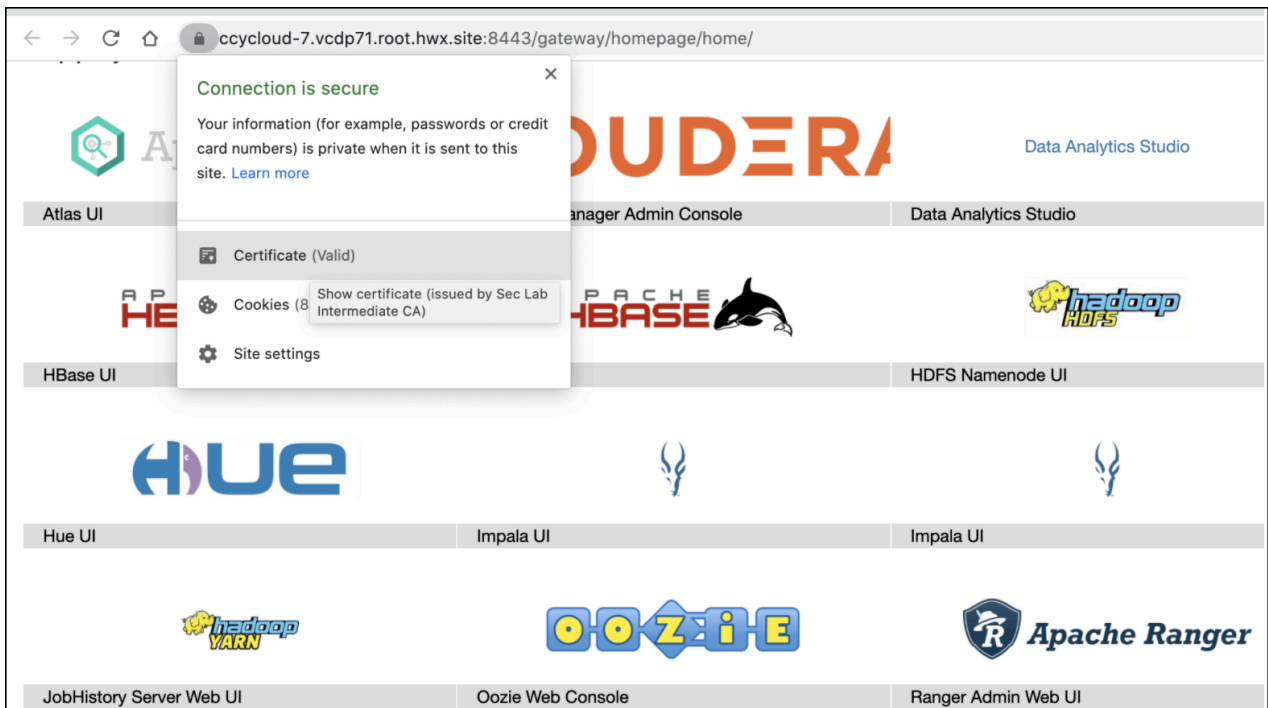 ccycloud-7.vcdp71.root.hwx.site:8443/gateway/homepage/home/
Connection is secure
Your information (for example, passwords or credit
card numbers) is private when it is sent to this
site. Learn more
Certificate (Valid)
Cookies (8
Show certificate (issued by Sec Lab
Intermediate CA)
Site settings
A
OUDERA
Data Analytics Studio
Atlas UI
anager Admin Console
Data Analytics Studio
A P
HE
P A C H E
HBASE
hadoop
HDFS
HBase UI
HDFS Namenode UI
HUE
Hue UI
Impala UI
Impala UI
hadoop
YARN
OOZiE
R Apache Ranger
JobHistory Server Web UI
Oozie Web Console
Ranger Admin Web UI